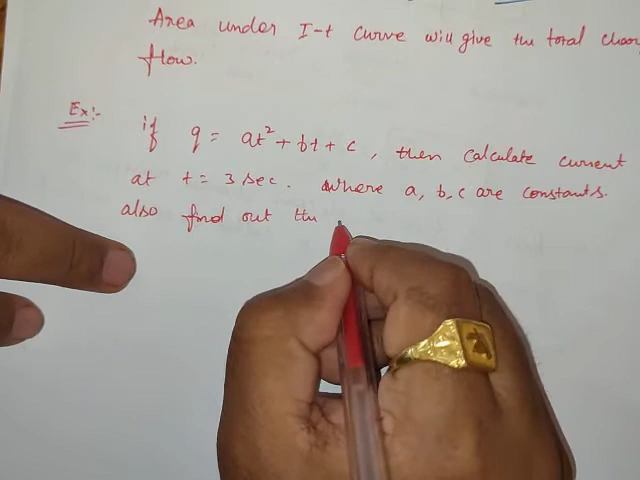 Area under I-t curve will give the total
flow.
Ex:-
if q = at² + bt + c, then calculate current
at t = 3 sec. where a, b, c are constants.
also find out the